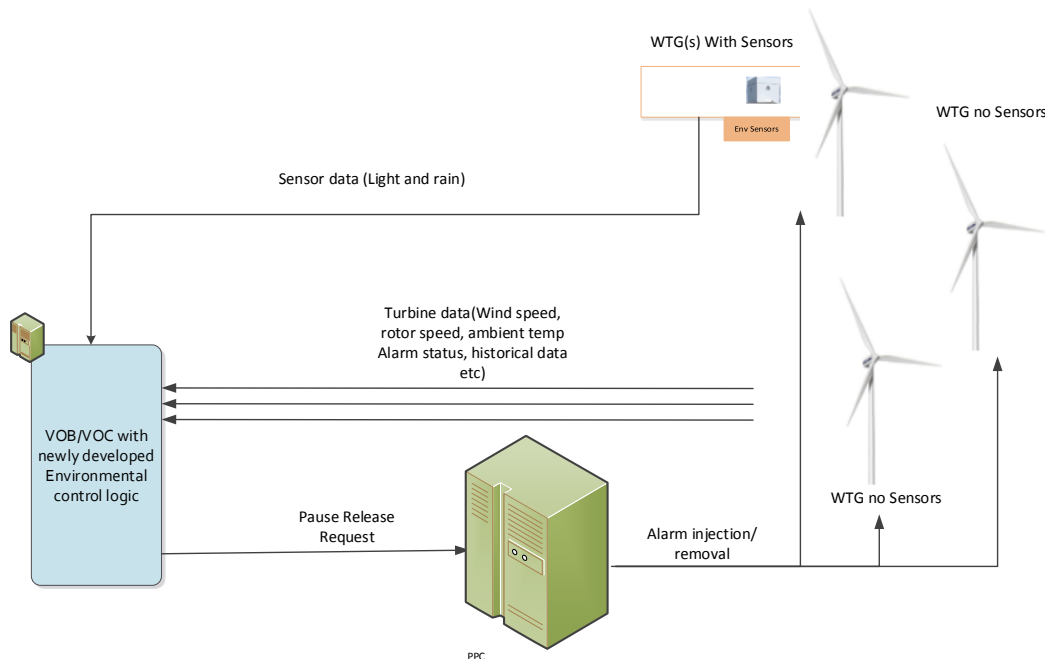 WTG(s) With Sensors
WTG no Sensors
Env Sensors
Sensor data (Light and rain)
Turbine data(Wind speed,
rotor speed, ambient temp
Alarm status, historical data
etc)
VOB/VOC with
newly developed
Environmental
control logic
WTG no Sensors
Pause Release
Request
Alarm injection/
removal
PPC